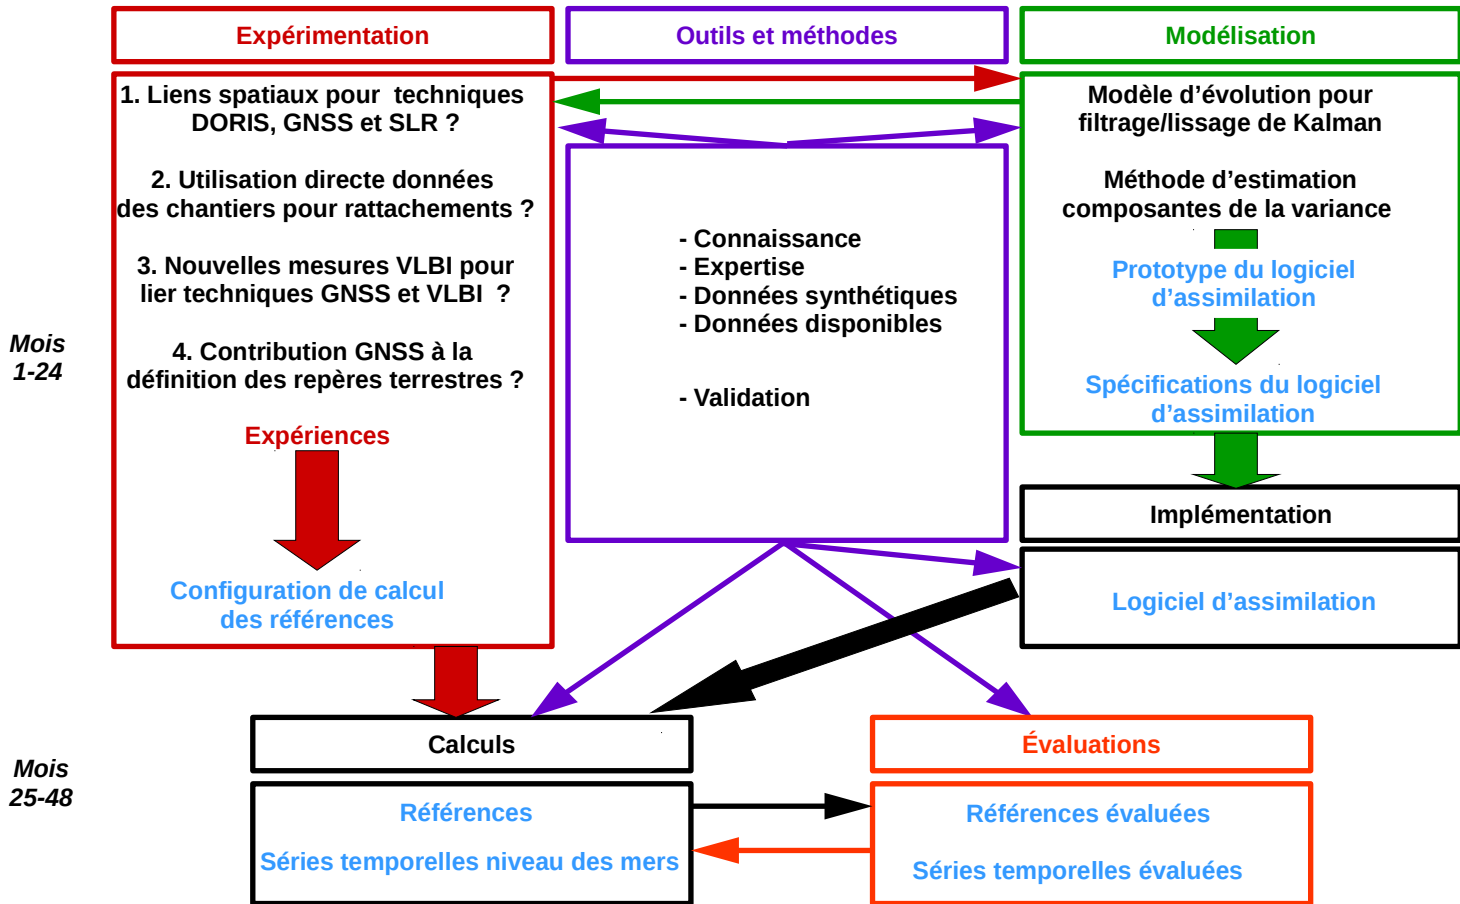 Expérimentation
Outils et méthodes
Modélisation
1. Liens spatiaux pour techniques
DORIS, GNSS et SLR ?
2. Utilisation directe données
des chantiers pour rattachements ?
3. Nouvelles mesures VLBI pour
lier techniques GNSS et VLBI ?
4. Contribution GNSS à la
définition des repères terrestres ?
Expériences
Configuration de calcul
des références
- Connaissance
- Expertise
- Données synthétiques
- Données disponibles
- Validation
Modèle d'évolution pour
filtrage/lissage de Kalman
Méthode d'estimation
composantes de la variance
Prototype du logiciel
d'assimilation
Spécifications du logiciel
d'assimilation
Implémentation
Logiciel d'assimilation
Mois
1-24
Calculs
Évaluations
Mois
25-48
Références
Séries temporelles niveau des mers
Références évaluées
Séries temporelles évaluées